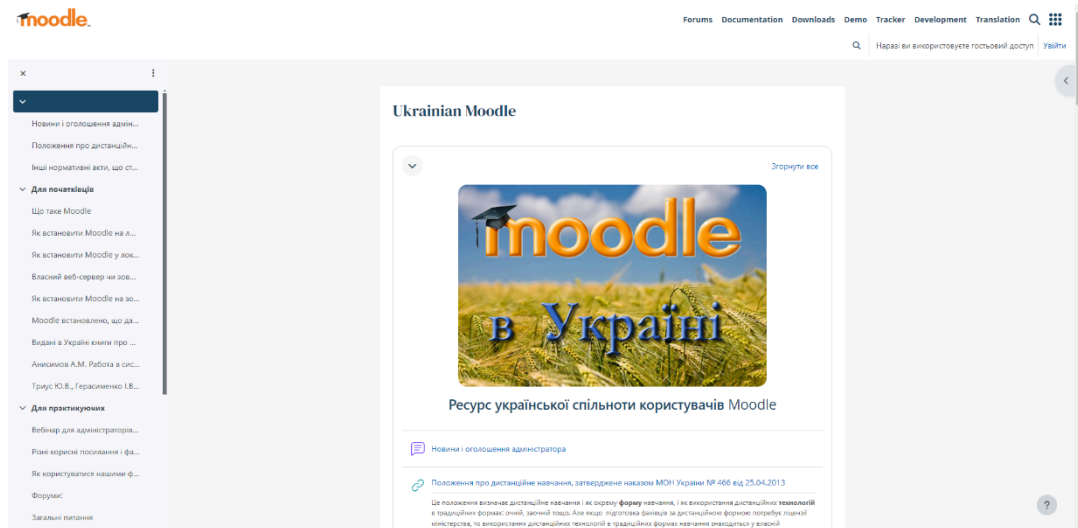 moodle
Forums Documentation Downloads Demo Tracker Development Translation
Наразі ви використовуєте гостьовий доступ Увійти
Новини і оголошення адмін...
Положення про дистанційн...
Інші нормативні акти, що ст...
Для початківців
Що таке Moodle
Як встановити Moodle на л...
Як встановити Moodle у лок...
Власний веб-сервер чи зов...
Як встановити Moodle на зо...
Moodle встановлено, що да...
Видані в Україні книги про ...
Анисимов А.М. Работа в сис...
Триус Ю.В., Герасименко І.В...
Для практикуючих
Вебінар для адміністраторів...
Різні корисні посилання і фа...
Як користуватися нашими ф...
Форуми:
Загальні питання
Ukrainian Moodle
Згорнути все
moodle
в Україні
Ресурс української спільноти користувачів Moodle
Новини і оголошення адміністратора
Положення про дистанційне навчання, затверджене наказом МОН України № 466 від 25.04.2013
Це положення визначає дистанційне навчання і як окрему форму навчання, і як використання дистанційних технологій
в традиційних формах: очній, заочній тощо. Але якщо підготовка фахівців за дистанційною формою потребує ліцензії
міністерства, то використання дистанційних технологій в традиційних формах навчання знаходиться у власній
?